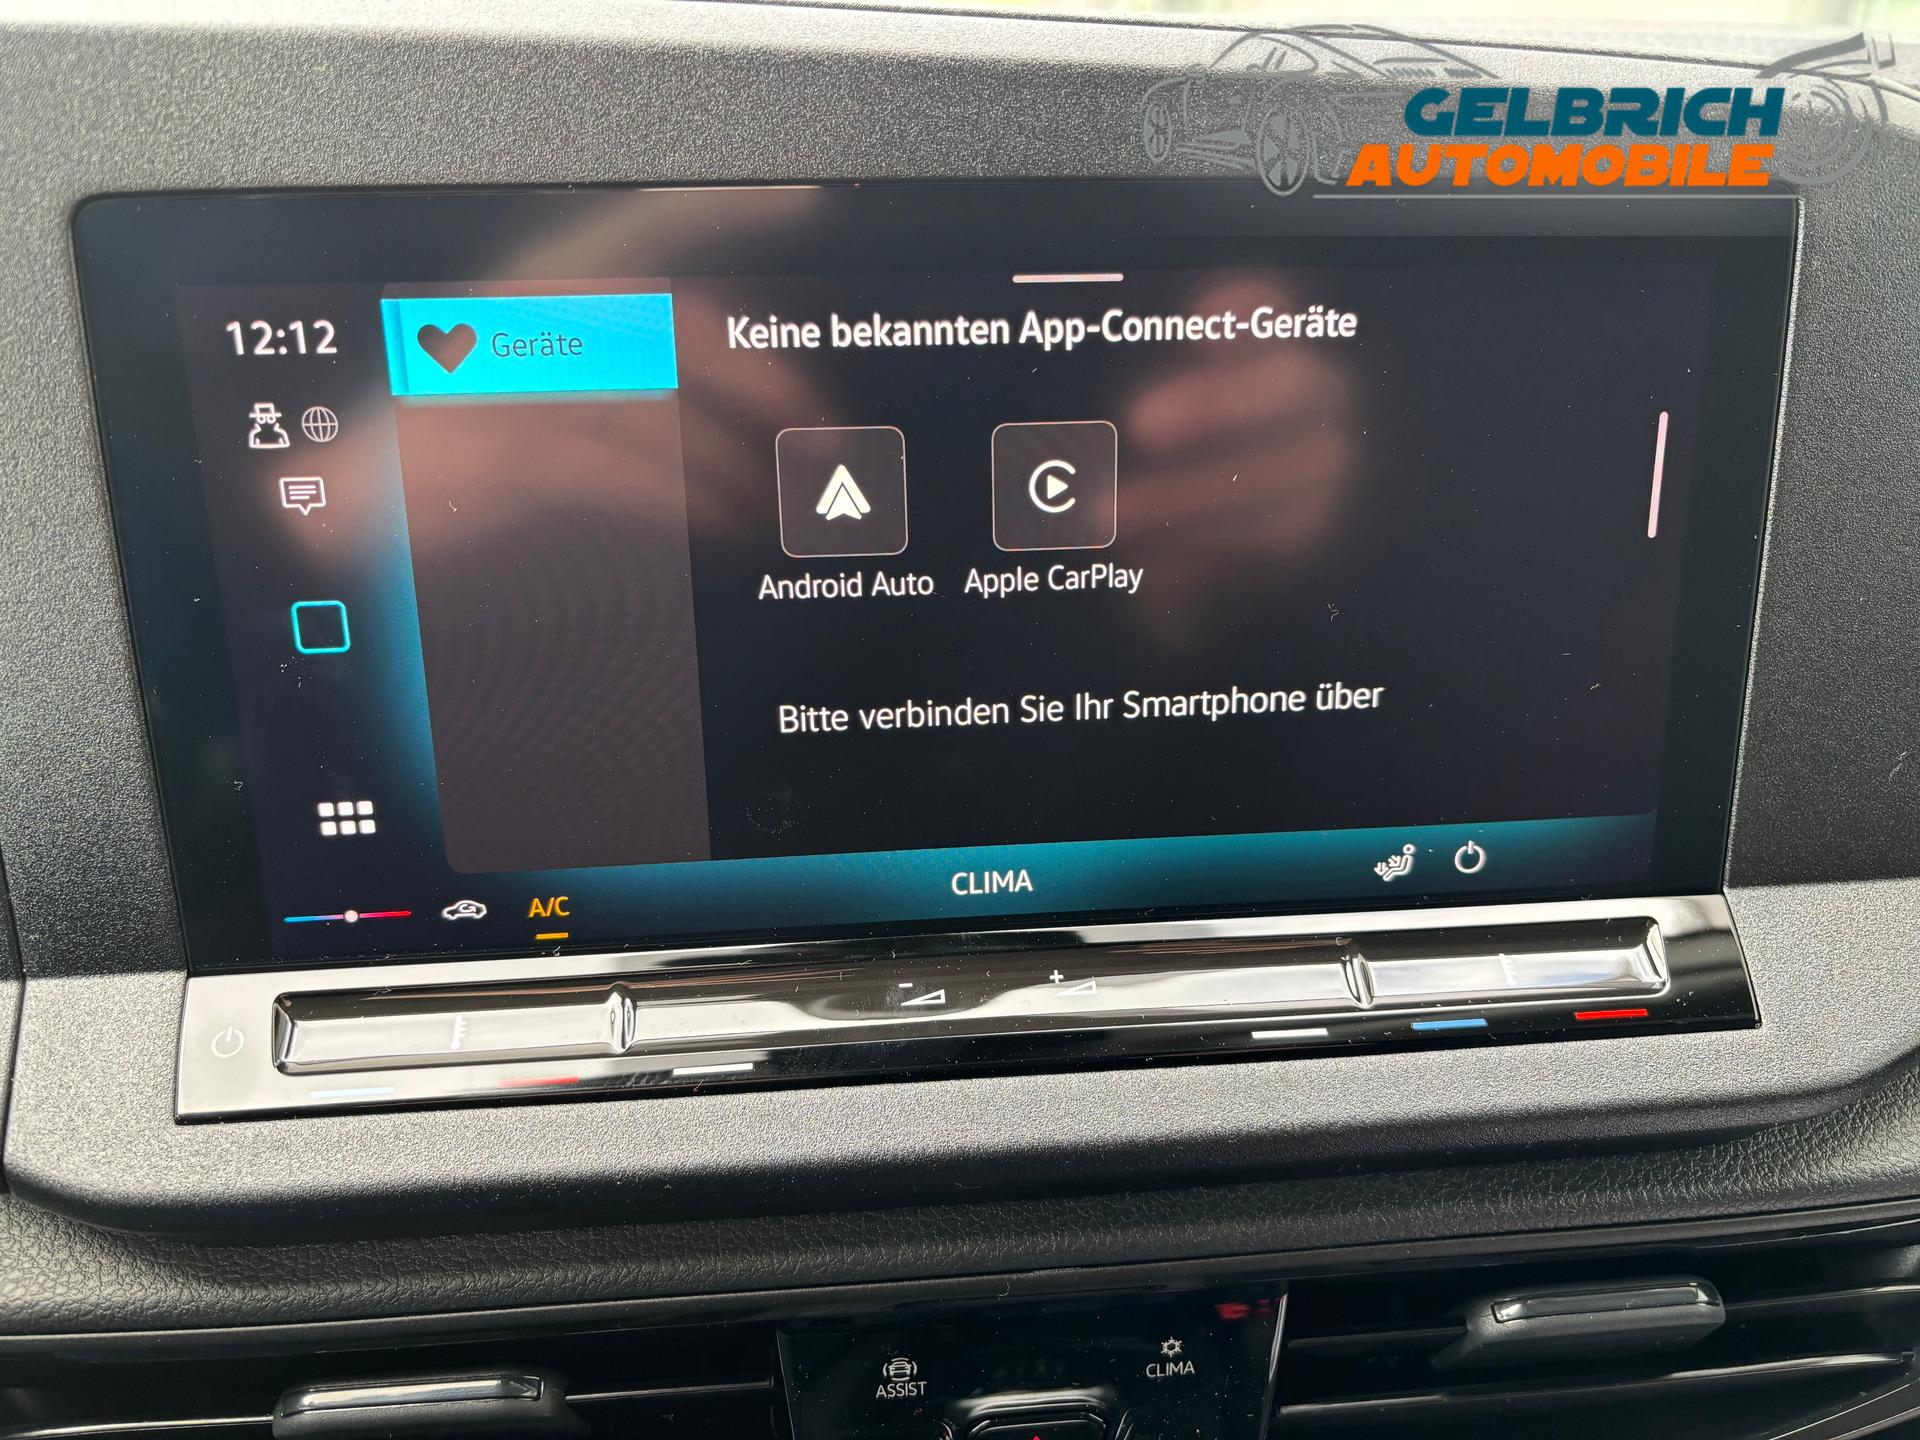 GELBRICH
AUTOMOBILE
12:12
Geräte
Keine bekannten App-Connect-Geräte
Android Auto
Apple CarPlay
Bitte verbinden Sie Ihr Smartphone über
CLIMA
A/C
- +
ASSIST
CLIMA